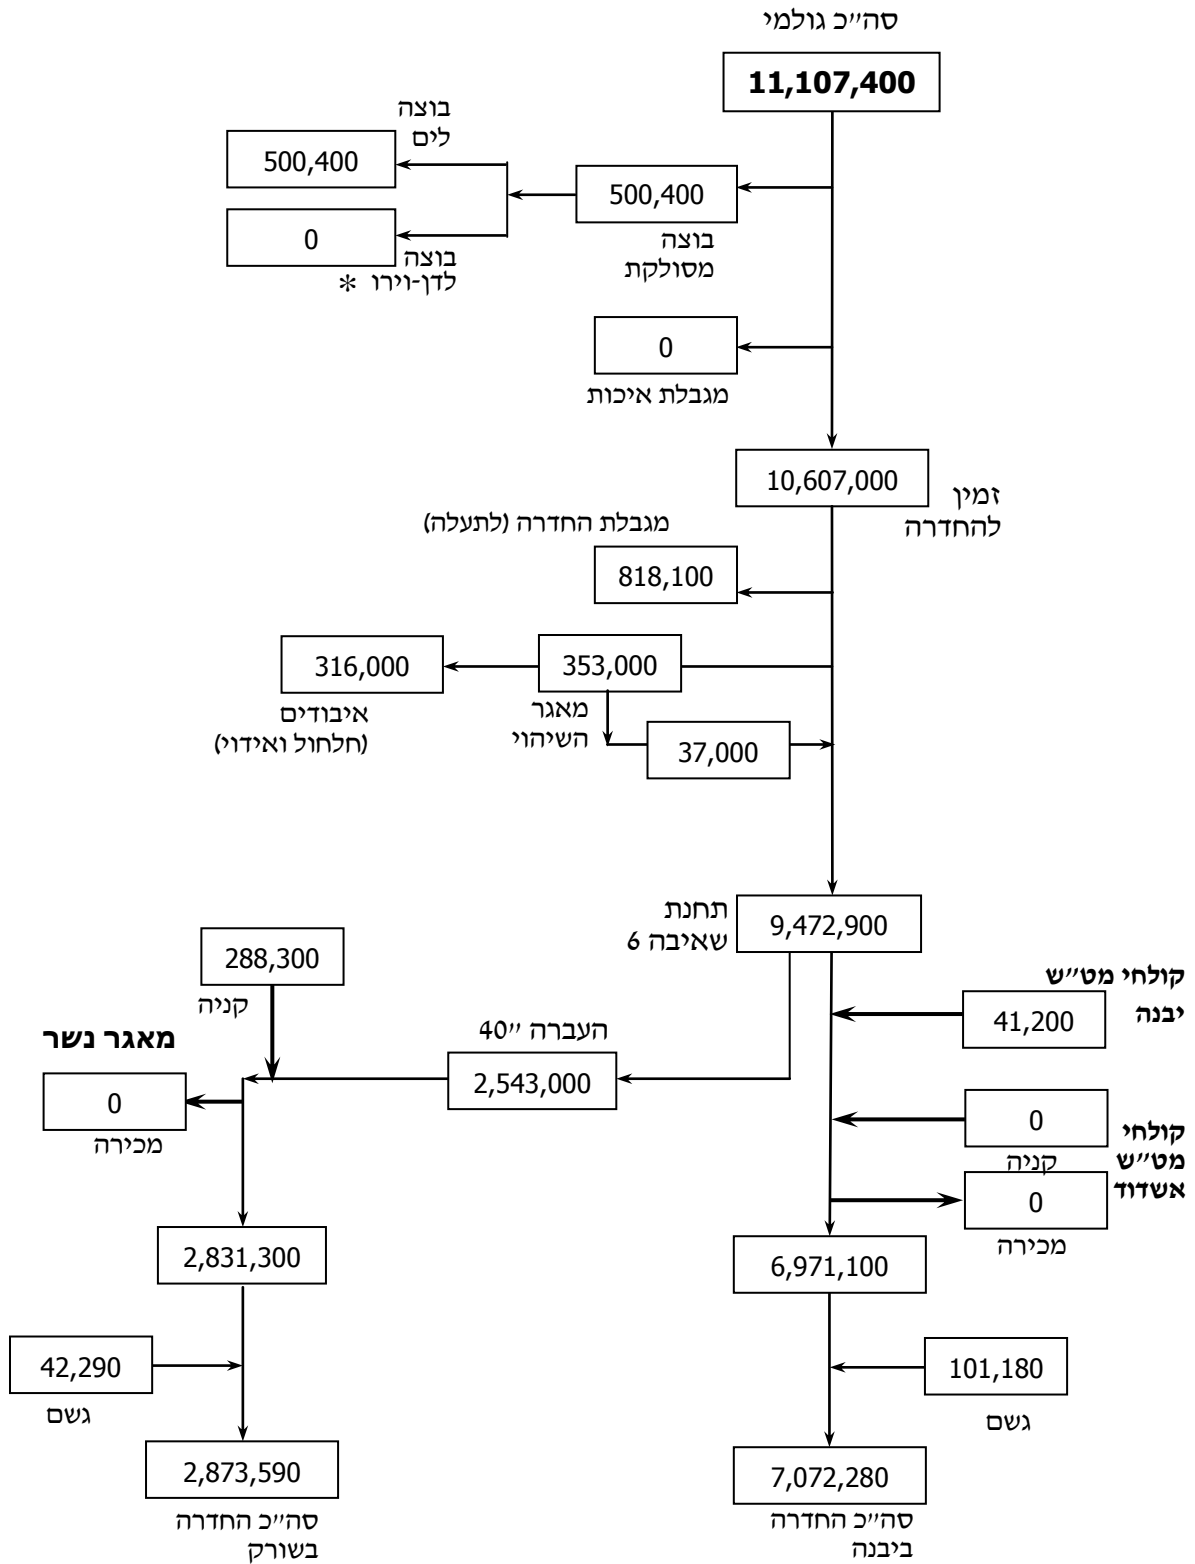 סה״כ גולמי
11,107,400
בוצה
לים
500,400
500,400
בוצה
מסולקת
0
בוצה
לדן-וירו *
0
מגבלת איכות
10,607,000
זמין
להחדרה
מגבלת החדרה (לתעלה)
818,100
353,000
316,000
מאגר
השיהוי
איבודים
(חלחול ואידוי)
37,000
תחנת
שאיבה 6
9,472,900
288,300
קניה
קולחי מט״ש
יבנה
41,200
העברה 40״
2,543,000
מאגר נשר
0
מכירה
0
קניה
קולחי
מט״ש
אשדוד
0
מכירה
2,831,300
6,971,100
42,290
גשם
101,180
גשם
2,873,590
סה״כ החדרה
בשורק
7,072,280
סה״כ החדרה
ביבנה